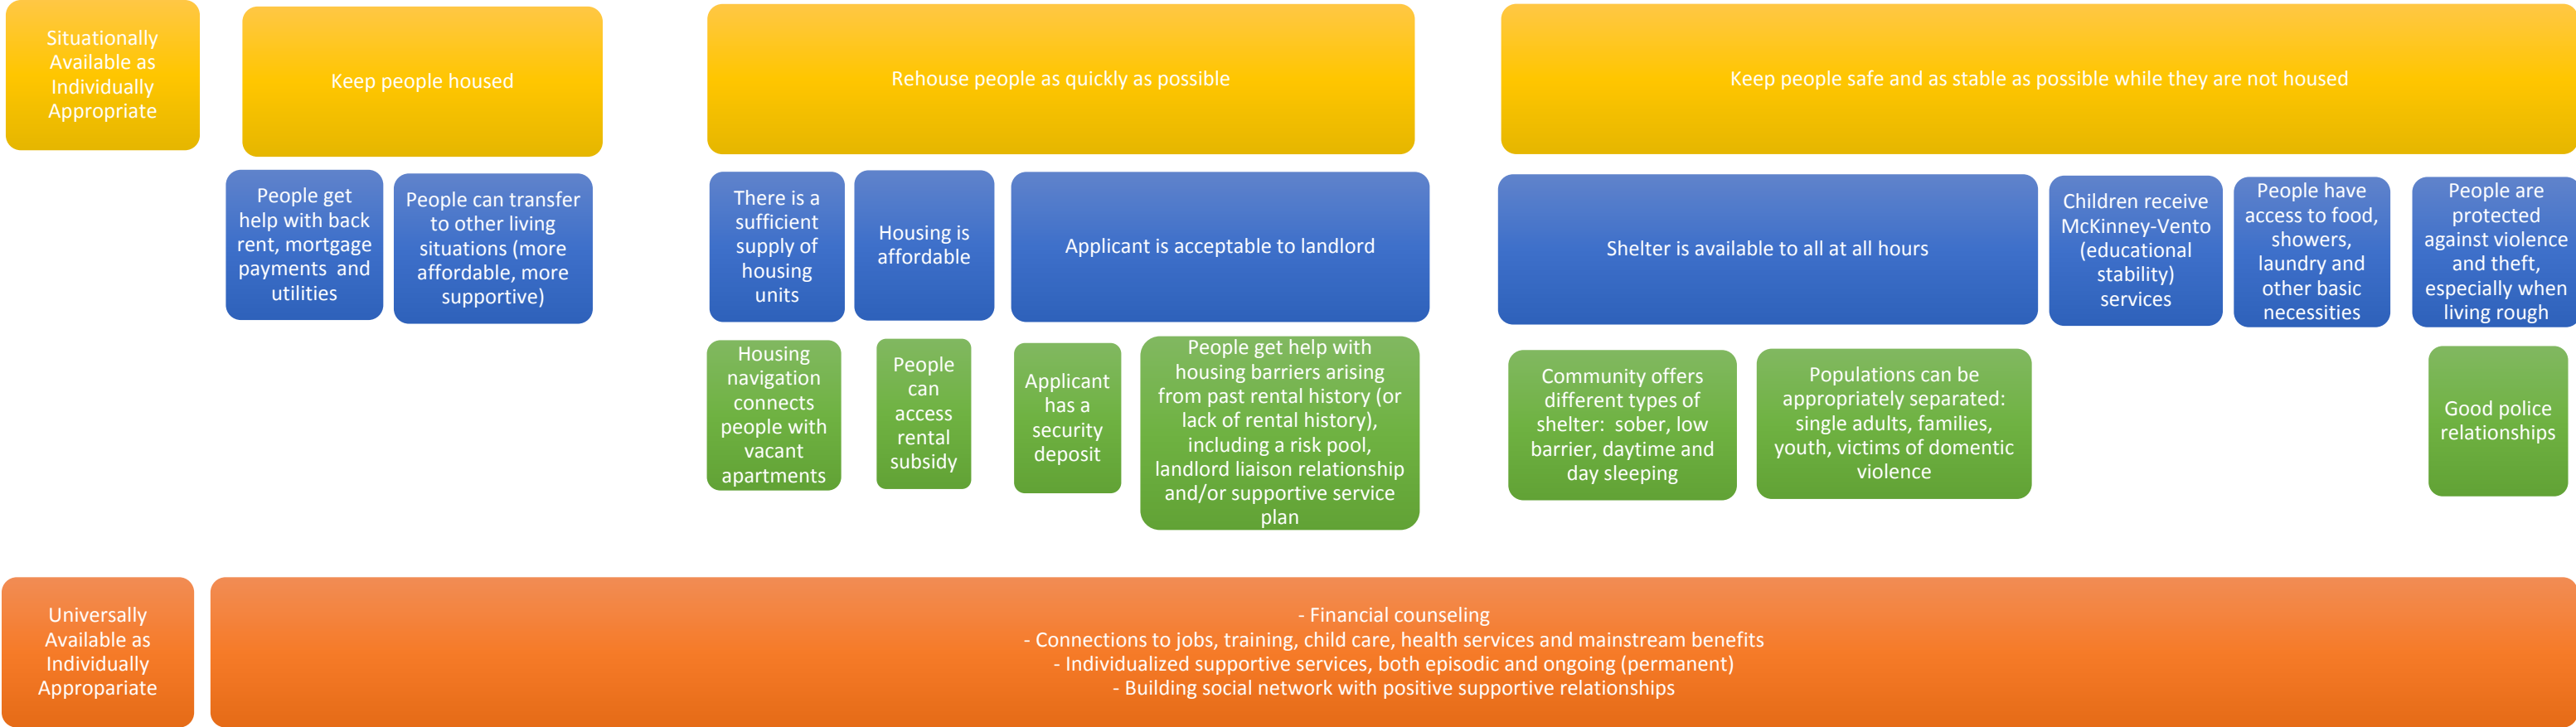 Situationally
Available as
Individually
Appropriate
Keep people housed
Rehouse people as quickly as possible
Keep people safe and as stable as possible while they are not housed
People get
help with back
rent, mortgage
payments and
utilities
People can transfer
to other living
situations (more
affordable, more
supportive)
There is a
sufficient
supply of
housing
units
Housing is
affordable
Applicant is acceptable to landlord
Shelter is available to all at all hours
Children receive
McKinney-Vento
(educational
stability)
services
People have
access to food,
showers,
laundry and
other basic
necessities
People are
protected
against violence
and theft,
especially when
living rough
Housing
navigation
connects
people with
vacant
apartments
People
can
access
rental
subsidy
Applicant
has a
security
deposit
People get help with
housing barriers arising
from past rental history (or
lack of rental history),
including a risk pool,
landlord liaison relationship
and/or supportive service
plan
Community offers
different types of
shelter: sober, low
barrier, daytime and
day sleeping
Populations can be
appropriately separated:
single adults, families,
youth, victims of domentic
violence
Good police
relationships
Universally
Available as
Individually
Appropariate
- Financial counseling
- Connections to jobs, training, child care, health services and mainstream benefits
- Individualized supportive services, both episodic and ongoing (permanent)
- Building social network with positive supportive relationships